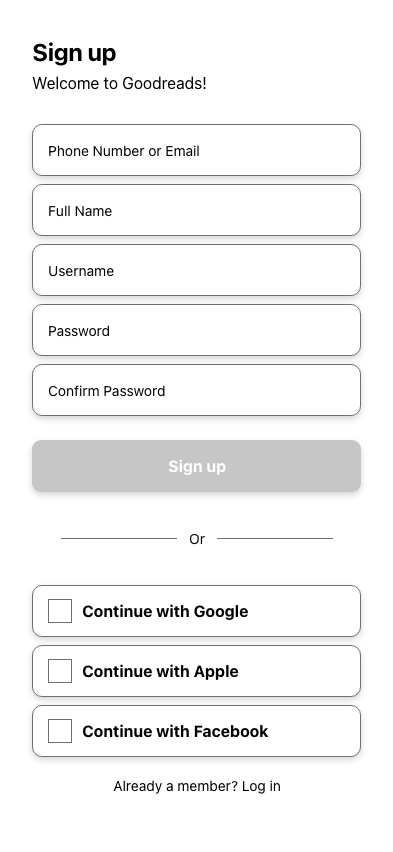 Sign up
Welcome to Goodreads!
Phone Number or Email
Full Name
Username
Password
Confirm Password
Sign up
Or
Continue with Google
Continue with Apple
Continue with Facebook
Already a member? Log in